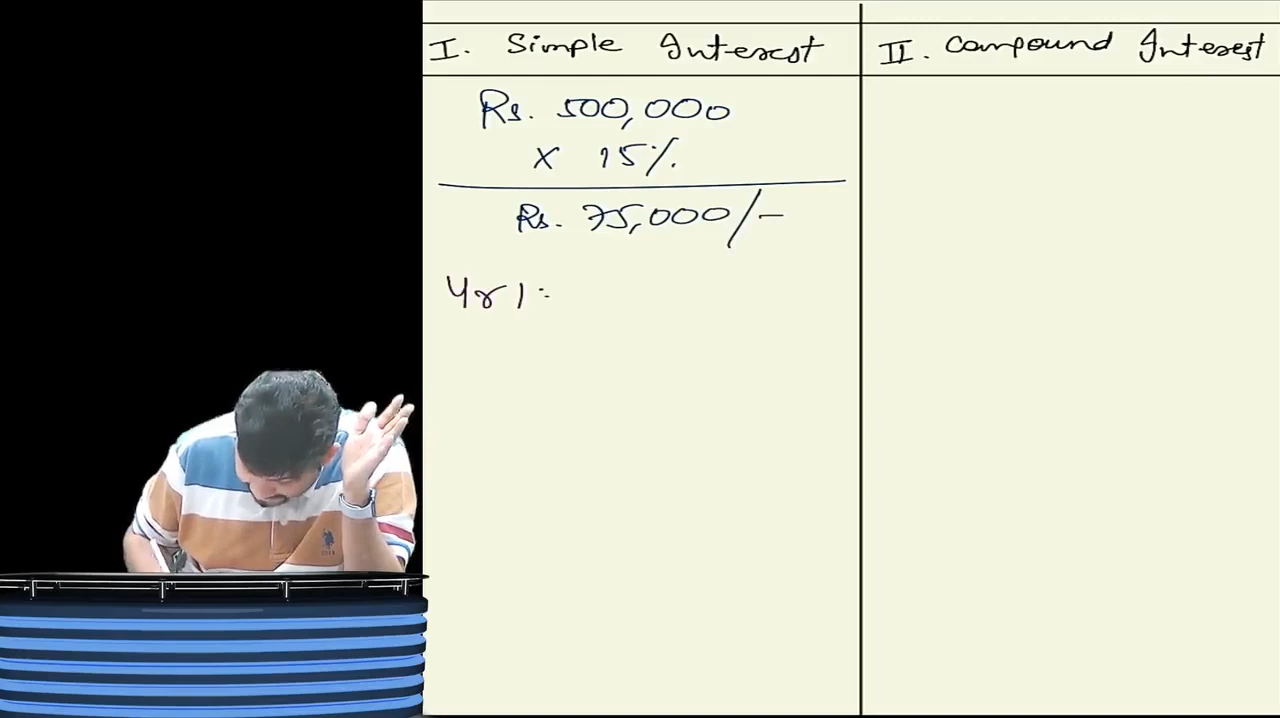 I. Simple Interest
II. Compound Interest
Rs. 500,000
x 15%
Rs. 75,000/-
Yr 1: